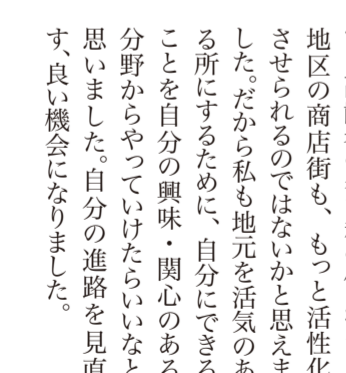 地区の商店街も、もっと活性化
させられるのではないかと思えま
した。だから私も地元を活気のあ
る所にするために、自分にできる
ことを自分の興味・関心のある
分野からやっていけたらいいなと
思いました。自分の進路を見直
す、良い機会になりました。